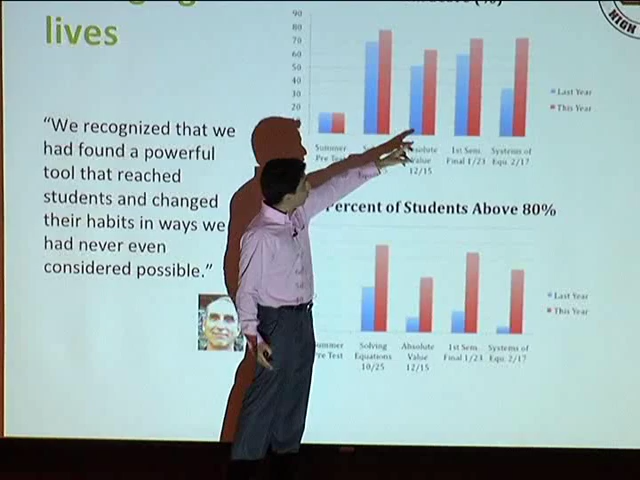 lives
"We recognized that we
had found a powerful
tool that reached
students and changed
their habits in ways we
had never even
considered possible."
HIGH
90
80
70
60
50
40
30
20
Last Year
This Year
Summer
Pre Test
Value
12/15
1st Sem.
Final 1/23
Systems of
Equ. 2/17
Percent of Students Above 80%
Last Year
This Year
Pre Test
Solving
Equations
10/25
Absolute
Value
12/15
1st Sem.
Final 1/23
Systems of
Equ. 2/17